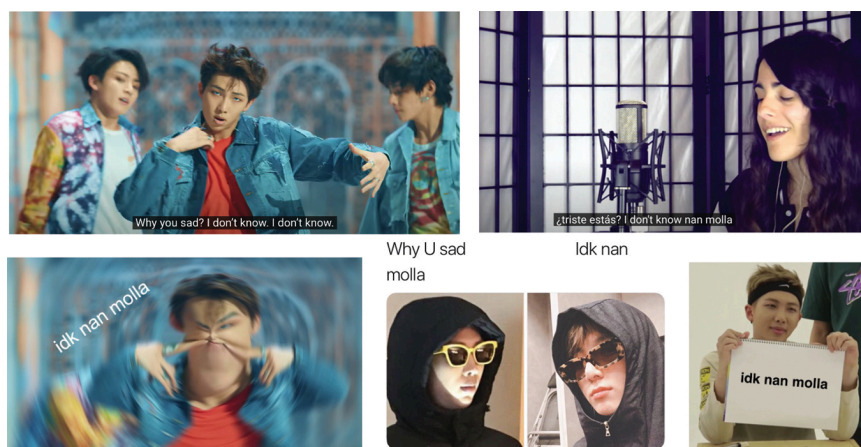 Why you sad? I don't know. I don't know.
¿triste estás? I don't know nan molla
Why U sad Idk nan
molla
idk nan molla
idk nan molla